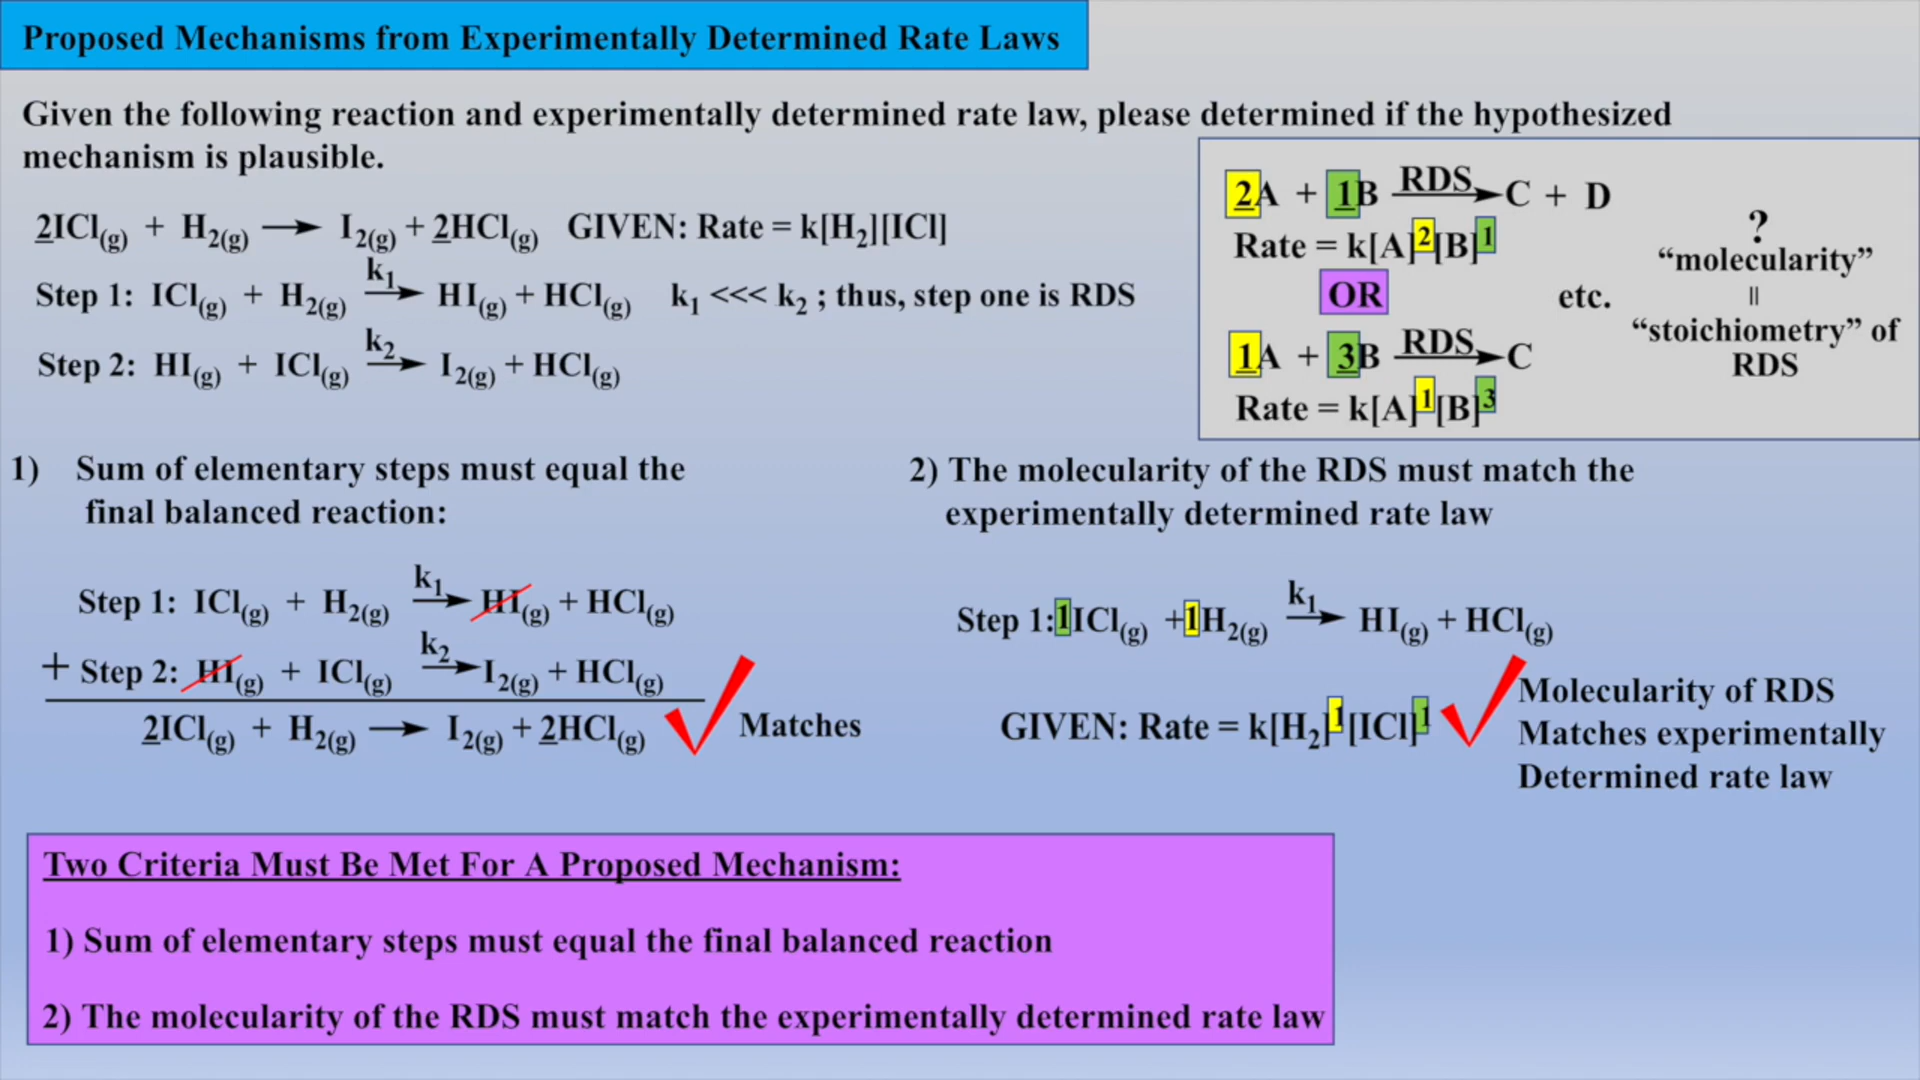 Proposed Mechanisms from Experimentally Determined Rate Laws
Given the following reaction and experimentally determined rate law, please determined if the hypothesized
mechanism is plausible.
2ICl(g) + H2(g) ⟶ I2(g) + 2HCl(g) GIVEN: Rate = k[H2][ICl]
k1
Step 1: ICl(g) + H2(g) ⟶ HI(g) + HCl(g) k1 <<< k2 ; thus, step one is RDS
k2
Step 2: HI(g) + ICl(g) ⟶ I2(g) + HCl(g)
2A + 1B RDS⟶ C + D
Rate = k[A]2[B]1
OR
1A + 3B RDS⟶ C
Rate = k[A]1[B]3
etc.
?
“molecularity”
=
“stoichiometry” of
RDS
1) Sum of elementary steps must equal the
final balanced reaction:
k1
Step 1: ICl(g) + H2(g) ⟶ HI(g) + HCl(g)
k2
+ Step 2: HI(g) + ICl(g) ⟶ I2(g) + HCl(g)
2ICl(g) + H2(g) ⟶ I2(g) + 2HCl(g) Matches
2) The molecularity of the RDS must match the
experimentally determined rate law
k1
Step 1:1ICl(g) +1H2(g) ⟶ HI(g) + HCl(g)
GIVEN: Rate = k[H2]1[ICl]1
Molecularity of RDS
Matches experimentally
Determined rate law
Two Criteria Must Be Met For A Proposed Mechanism:
1) Sum of elementary steps must equal the final balanced reaction
2) The molecularity of the RDS must match the experimentally determined rate law